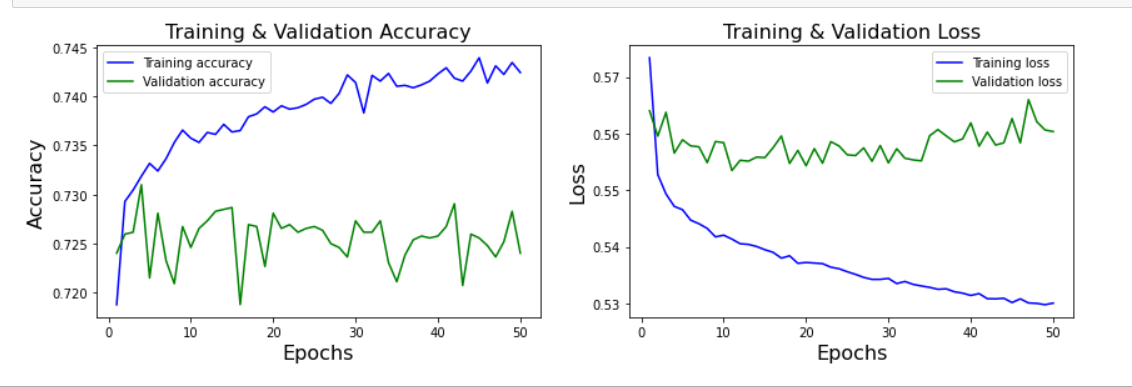 Training & Validation Accuracy
0.745
0.740
0.735
0.730
0.725
0.720
Accuracy
Training accuracy
Validation accuracy
0
10
20
30
40
50
Epochs
Training & Validation Loss
0.57
0.56
0.55
0.54
0.53
Loss
Training loss
Validation loss
0
10
20
30
40
50
Epochs